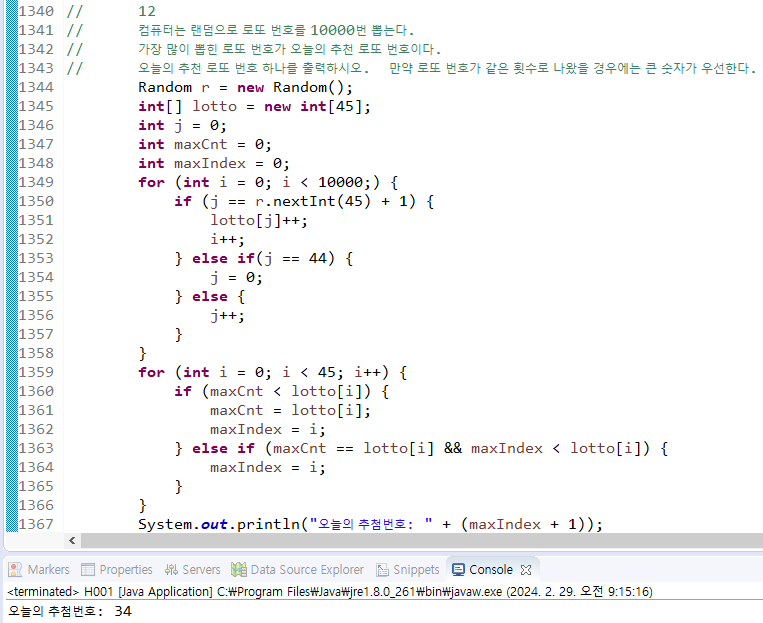 1340 //      12
1341 //      컴퓨터는 랜덤으로 로또 번호를 10000번 뽑는다.
1342 //      가장 많이 뽑힌 로또 번호가 오늘의 추천 로또 번호이다.
1343 //      오늘의 추천 로또 번호 하나를 출력하시오.  만약 로또 번호가 같은 횟수로 나왔을 경우에는 큰 숫자가 우선한다.
1344         Random r = new Random();
1345         int[] lotto = new int[45];
1346         int j = 0;
1347         int maxCnt = 0;
1348         int maxIndex = 0;
1349         for (int i = 0; i < 10000;) {
1350             if (j == r.nextInt(45) + 1) {
1351                 lotto[j]++;
1352                 i++;
1353             } else if(j == 44) {
1354                 j = 0;
1355             } else {
1356                 j++;
1357             }
1358         }
1359         for (int i = 0; i < 45; i++) {
1360             if (maxCnt < lotto[i]) {
1361                 maxCnt = lotto[i];
1362                 maxIndex = i;
1363             } else if (maxCnt == lotto[i] && maxIndex < lotto[i]) {
1364                 maxIndex = i;
1365             }
1366         }
1367         System.out.println("오늘의 추첨번호: " + (maxIndex + 1));
Markers Properties Servers Data Source Explorer Snippets Console
<terminated> H001 [Java Application] C:₩Program Files₩Java₩jre1.8.0_261₩bin₩javaw.exe (2024. 2. 29. 오전 9:15:16)
오늘의 추첨번호: 34